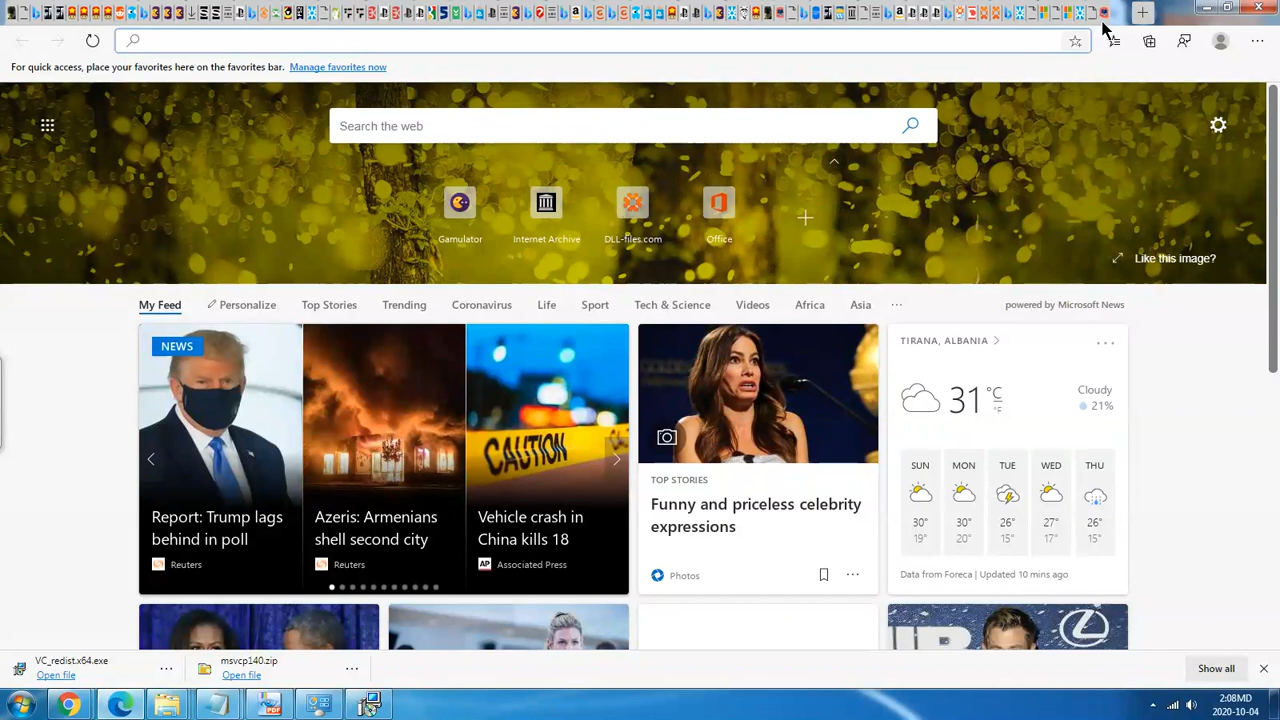 For quick access, place your favorites here on the favorites bar. Manage favorites now
Search the web
Gamulator
Internet Archive
DLL-files.com
Office
Like this image?
My Feed
Personalize
Top Stories
Trending
Coronavirus
Life
Sport
Tech & Science
Videos
Africa
Asia
powered by Microsoft News
NEWS
Report: Trump lags
behind in poll
Reuters
Azeris: Armenians
shell second city
Reuters
CAUTION
Vehicle crash in
China kills 18
AP
Associated Press
TOP STORIES
Funny and priceless celebrity
expressions
Photos
TIRANA, ALBANIA
31 °C
°F
Cloudy
21%
SUN
MON
TUE
WED
THU
30°
30°
26°
27°
26°
19°
20°
15°
17°
15°
Data from Foreca | Updated 10 mins ago
VC_redist.x64.exe
Open file
msvcp140.zip
Open file
Show all
2:08MD
2020-10-04